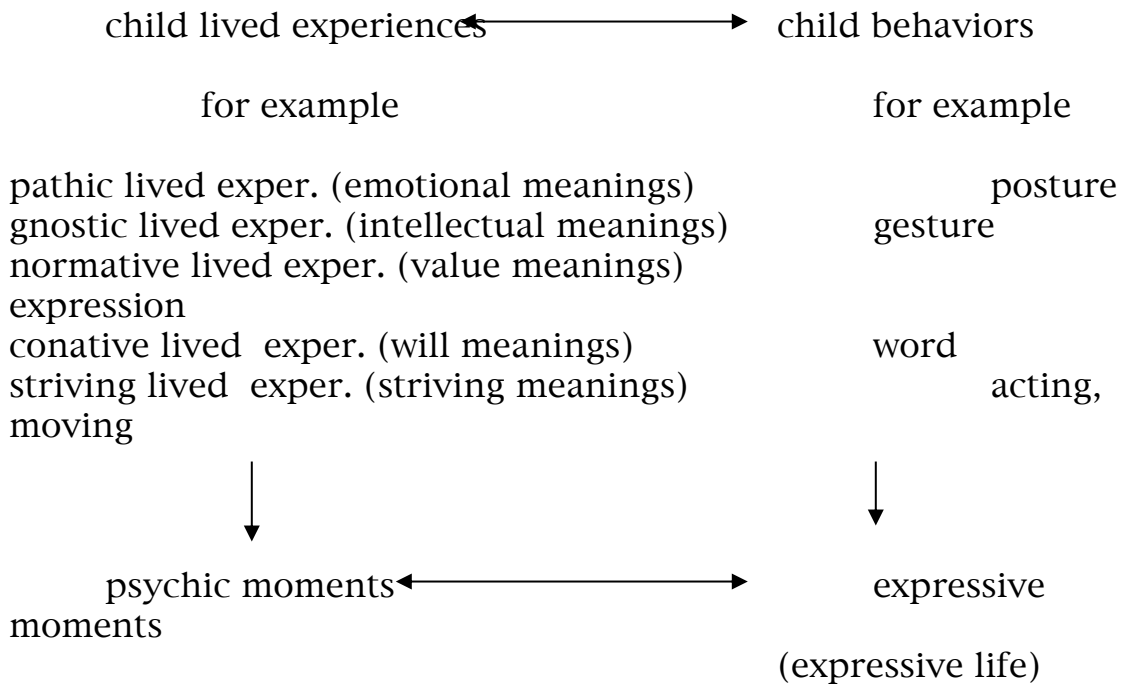 child lived experiences child behaviors
for example for example
pathic lived exper. (emotional meanings) posture
gnostic lived exper. (intellectual meanings) gesture
normative lived exper. (value meanings)
expression
conative lived exper. (will meanings) word
striving lived exper. (striving meanings) acting,
moving
psychic moments expressive
moments
(expressive life)